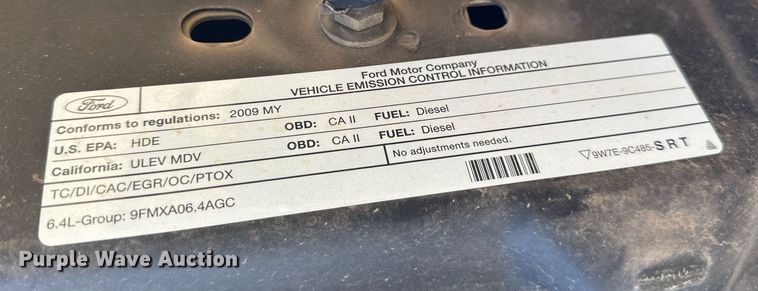 Ford Motor Company
VEHICLE EMISSION CONTROL INFORMATION
Ford
Conforms to regulations: 2009 MY
U.S. EPA: HDE OBD: CA II FUEL: Diesel
California: ULEV MDV OBD: CA II FUEL: Diesel
TC/DI/CAC/EGR/OC/PTOX No adjustments needed.
6.4L-Group: 9FMXA06.4AGC
9W7E-9C485-SRT
Purple Wave Auction